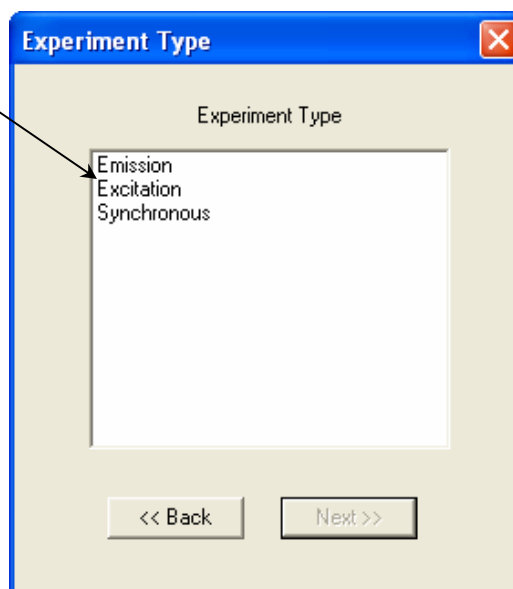 Experiment Type
Experiment Type
Emission
Excitation
Synchronous
<< Back
Next >>